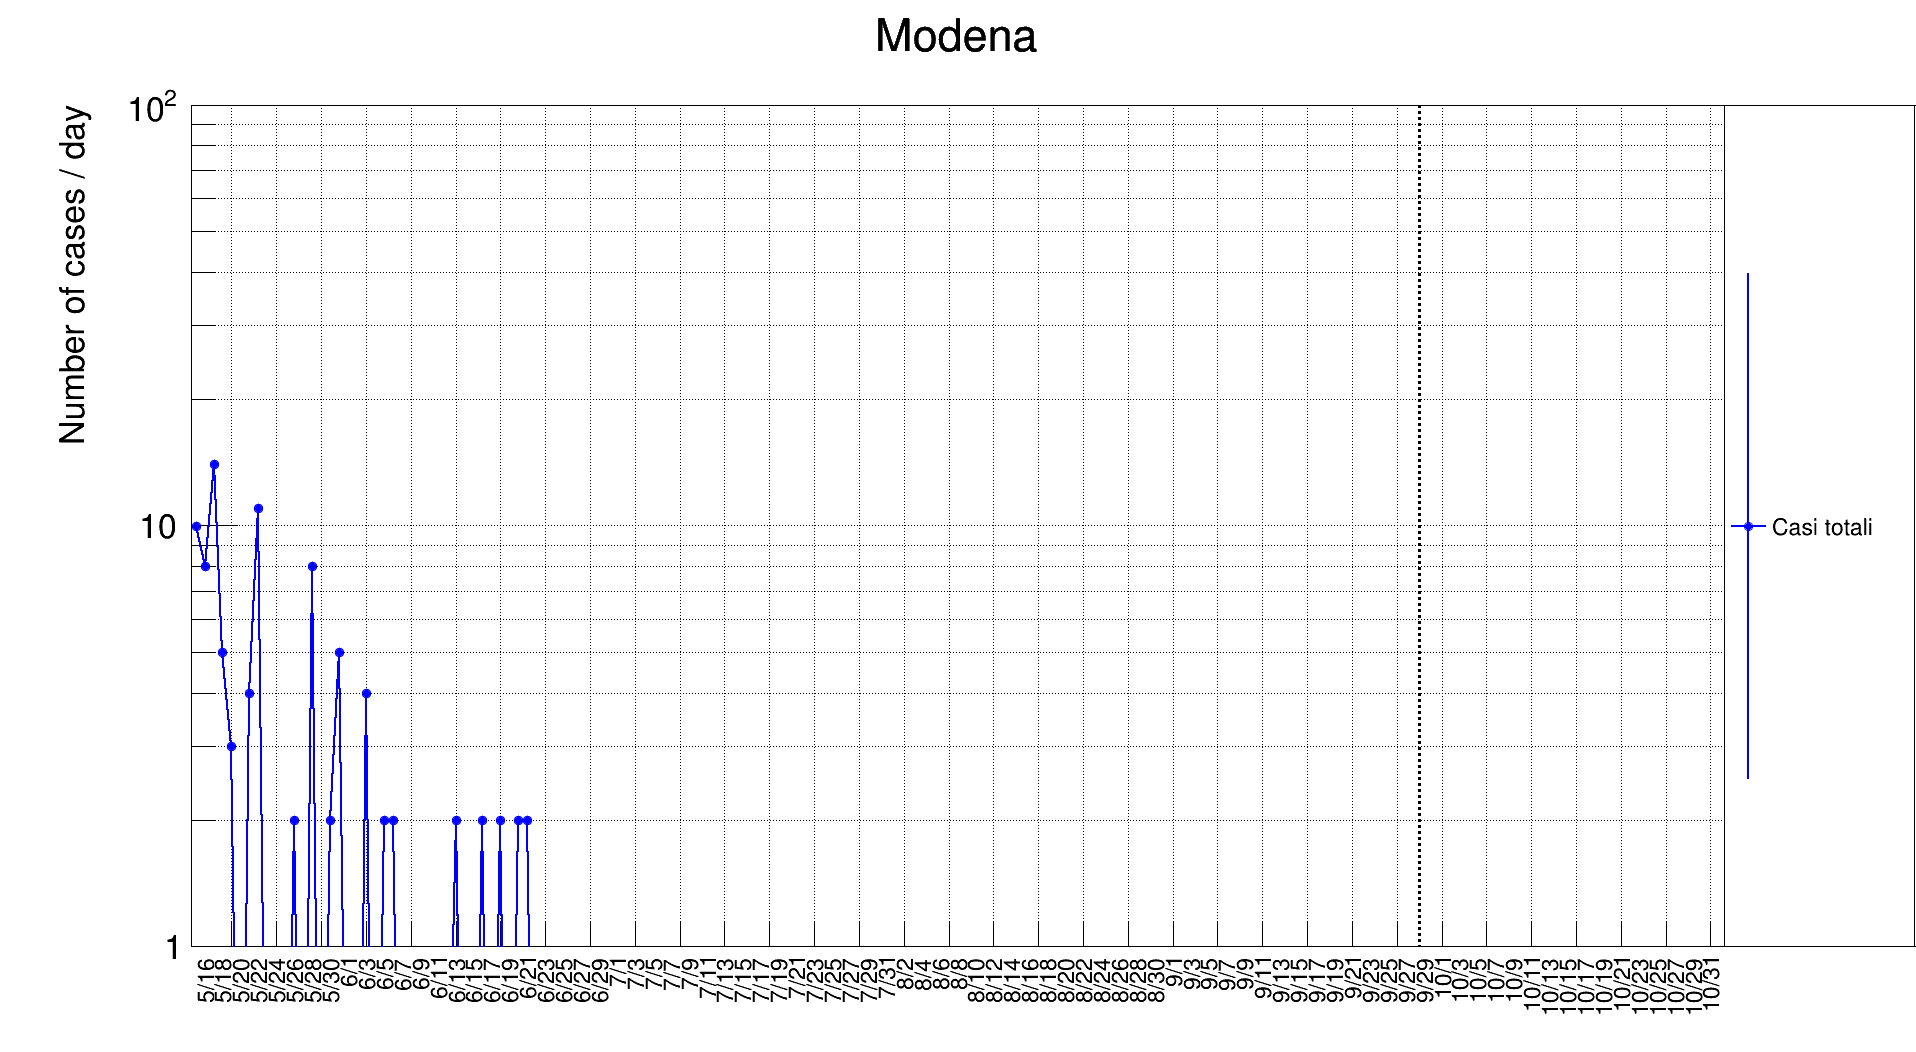 Modena
Number of cases / day
10²
10
1
5/16 5/18 5/20 5/22 5/24 5/26 5/28 5/30 6/1 6/3 6/5 6/7 6/9 6/11 6/13 6/15 6/17 6/19 6/21 6/23 6/25 6/27 6/29 7/1 7/3 7/5 7/7 7/9 7/11 7/13 7/15 7/17 7/19 7/21 7/23 7/25 7/27 7/29 7/31 8/2 8/4 8/6 8/8 8/10 8/12 8/14 8/16 8/18 8/20 8/22 8/24 8/26 8/28 8/30 9/1 9/3 9/5 9/7 9/9 9/11 9/13 9/15 9/17 9/19 9/21 9/23 9/25 9/27 9/29 10/1 10/3 10/5 10/7 10/9 10/11 10/13 10/15 10/17 10/19 10/21 10/23 10/25 10/27 10/29 10/31
Casi totali